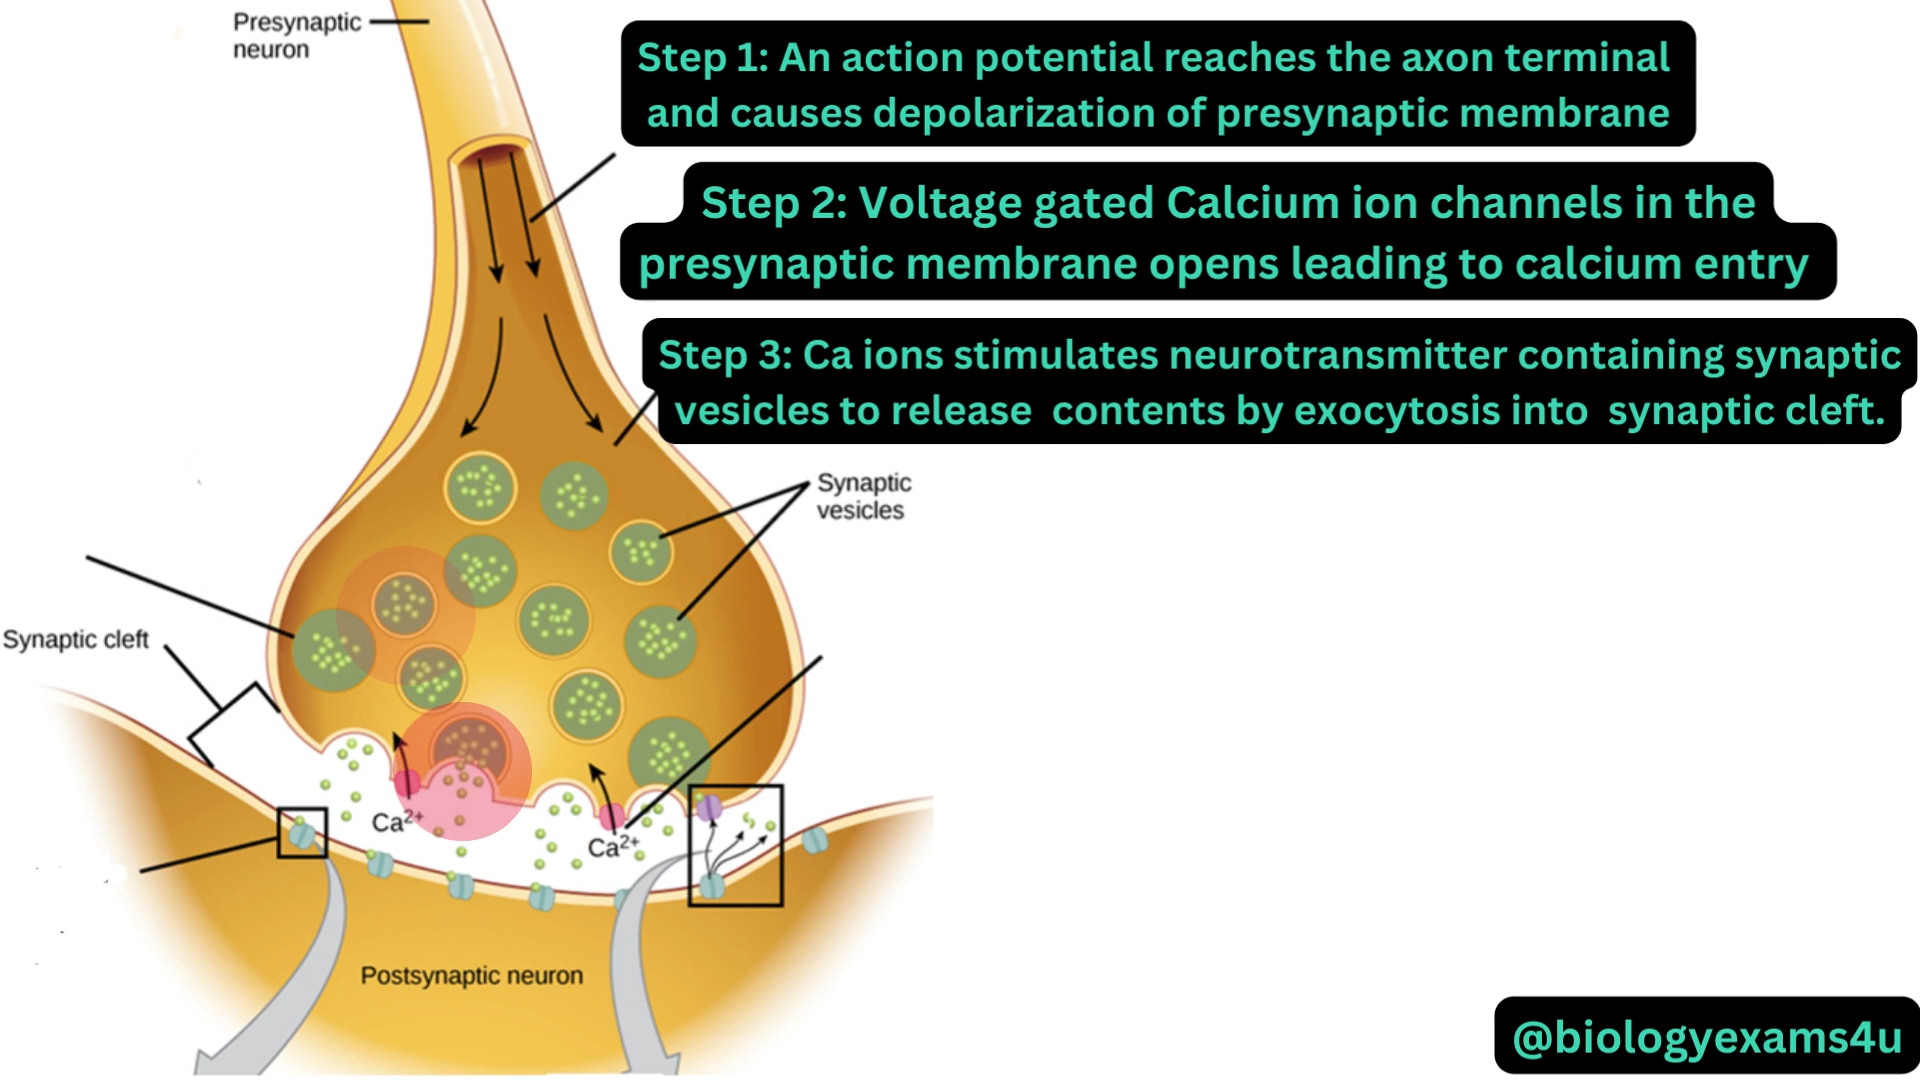 Presynaptic
neuron
Step 1: An action potential reaches the axon terminal
and causes depolarization of presynaptic membrane
Step 2: Voltage gated Calcium ion channels in the
presynaptic membrane opens leading to calcium entry
Step 3: Ca ions stimulates neurotransmitter containing synaptic
vesicles to release contents by exocytosis into synaptic cleft.
Synaptic
vesicles
Synaptic cleft
Ca²⁺
Ca²⁺
Postsynaptic neuron
@biologyexams4u